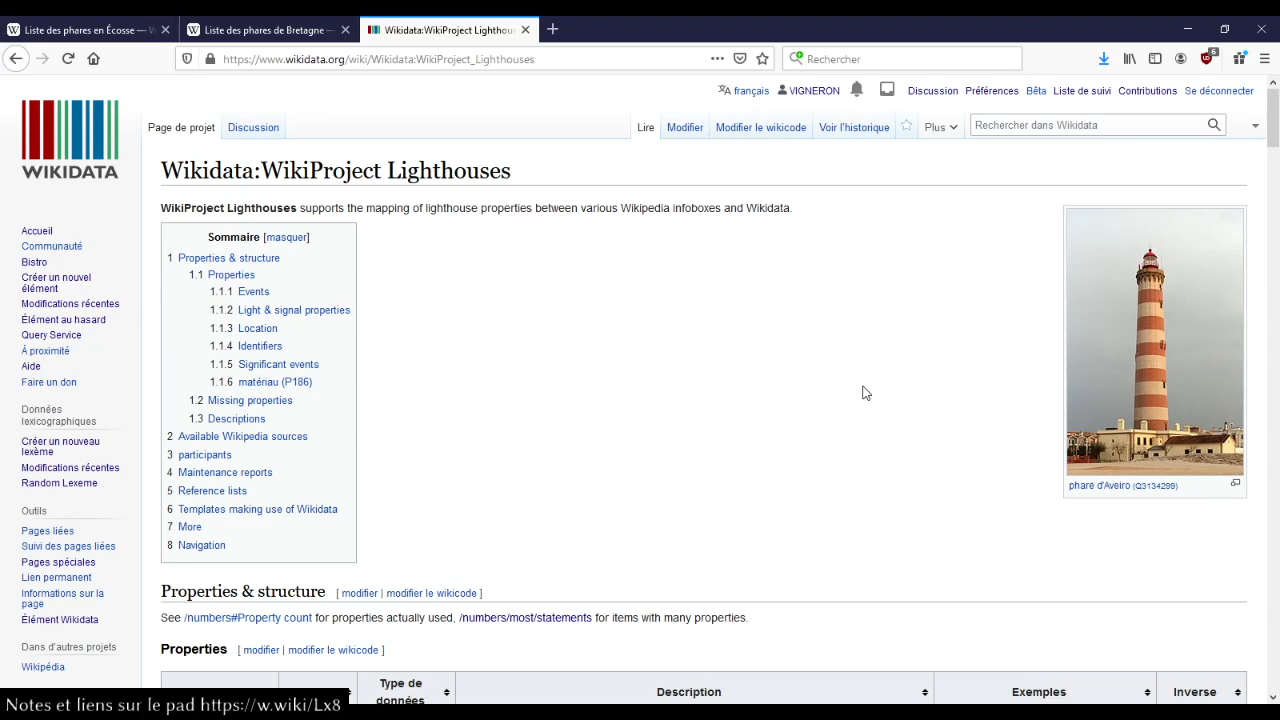 Liste des phares en Écosse — W
Liste des phares de Bretagne —
Wikidata:WikiProject Lighthous
https://www.wikidata.org/wiki/Wikidata:WikiProject_Lighthouses
Rechercher
6
français
VIGNERON
Discussion
Préférences
Bêta
Liste de suivi
Contributions
Se déconnecter
Page de projet
Discussion
Lire
Modifier
Modifier le wikicode
Voir l'historique
Plus
Rechercher dans Wikidata
WIKIDATA
Accueil
Communauté
Bistro
Créer un nouvel
élément
Modifications récentes
Élément au hasard
Query Service
À proximité
Aide
Faire un don
Données
lexicographiques
Créer un nouveau
lexème
Modifications récentes
Random Lexeme
Outils
Pages liées
Suivi des pages liées
Pages spéciales
Lien permanent
Informations sur la
page
Élément Wikidata
Dans d'autres projets
Wikipédia
Wikidata:WikiProject Lighthouses
WikiProject Lighthouses supports the mapping of lighthouse properties between various Wikipedia infoboxes and Wikidata.
Sommaire [masquer]
1 Properties & structure
1.1 Properties
1.1.1 Events
1.1.2 Light & signal properties
1.1.3 Location
1.1.4 Identifiers
1.1.5 Significant events
1.1.6 matériau (P186)
1.2 Missing properties
1.3 Descriptions
2 Available Wikipedia sources
3 participants
4 Maintenance reports
5 Reference lists
6 Templates making use of Wikidata
7 More
8 Navigation
phare d'Aveiro (Q3134299)
Properties & structure [ modifier | modifier le wikicode ]
See /numbers#Property count for properties actually used, /numbers/most/statements for items with many properties.
Properties [ modifier | modifier le wikicode ]
Type de
données
Description
Exemples
Inverse
Notes et liens sur le pad https://w.wiki/Lx8